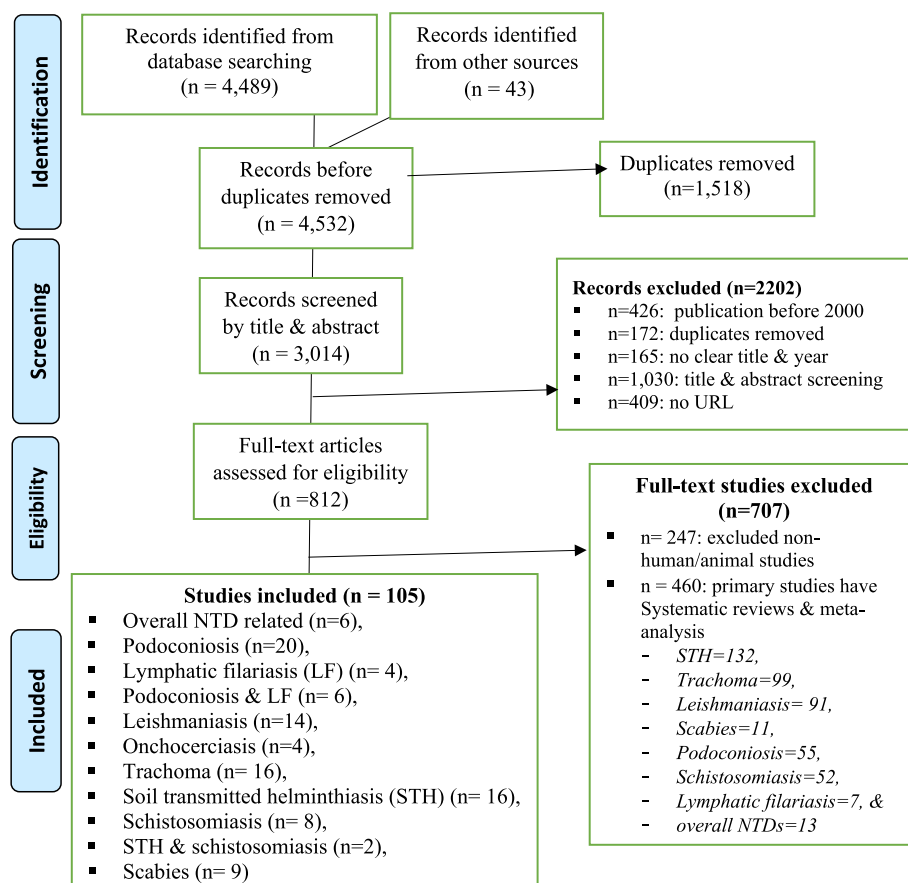 Identification
Records identified from
database searching
(n = 4,489)
Records identified
from other sources
(n = 43)
Records before
duplicates removed
(n = 4,532)
Duplicates removed
(n=1,518)
Screening
Records screened
by title & abstract
(n = 3,014)
Records excluded (n=2202)
▪ n=426: publication before 2000
▪ n=172: duplicates removed
▪ n=165: no clear title & year
▪ n=1,030: title & abstract screening
▪ n=409: no URL
Eligibility
Full-text articles
assessed for eligibility
(n =812)
Full-text studies excluded
(n=707)
▪ n= 247: excluded non-
human/animal studies
▪ n = 460: primary studies have
Systematic reviews & meta-
analysis
- STH=132,
- Trachoma=99,
- Leishmaniasis= 91,
- Scabies=11,
- Podoconiosis=55,
- Schistosomiasis=52,
- Lymphatic filariasis=7, &
- overall NTDs=13
Included
Studies included (n = 105)
▪ Overall NTD related (n=6),
▪ Podoconiosis (n=20),
▪ Lymphatic filariasis (LF) (n= 4),
▪ Podoconiosis & LF (n= 6),
▪ Leishmaniasis (n=14),
▪ Onchocerciasis (n=4),
▪ Trachoma (n= 16),
▪ Soil transmitted helminthiasis (STH) (n= 16),
▪ Schistosomiasis (n= 8),
▪ STH & schistosomiasis (n=2),
▪ Scabies (n= 9)